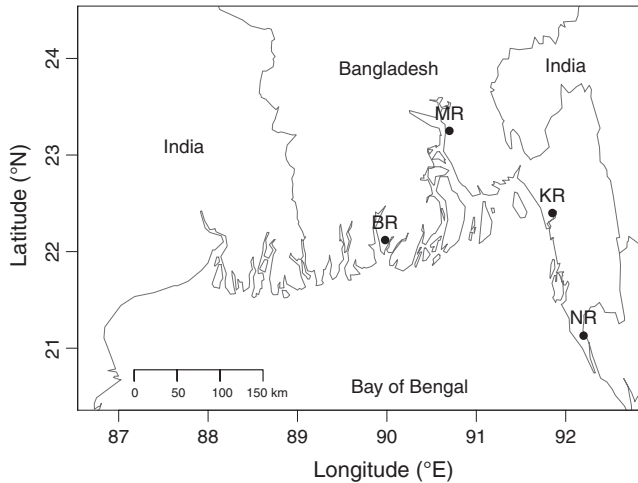 24
23
22
21
Latitude (°N)
Bangladesh
India
India
MR
KR
BR
NR
0 50 100 150 km
Bay of Bengal
87 88 89 90 91 92
Longitude (°E)